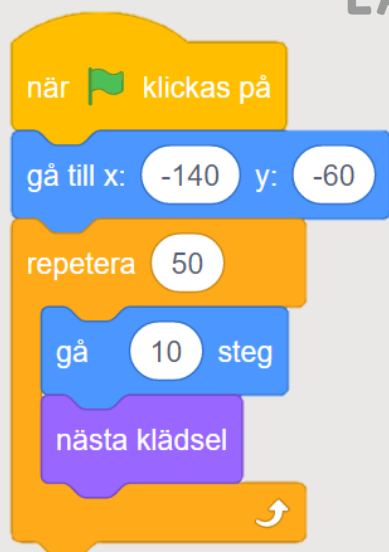 när klickas på
gå till x: -140 y: -60
repetera 50
gå 10 steg
nästa klädsel